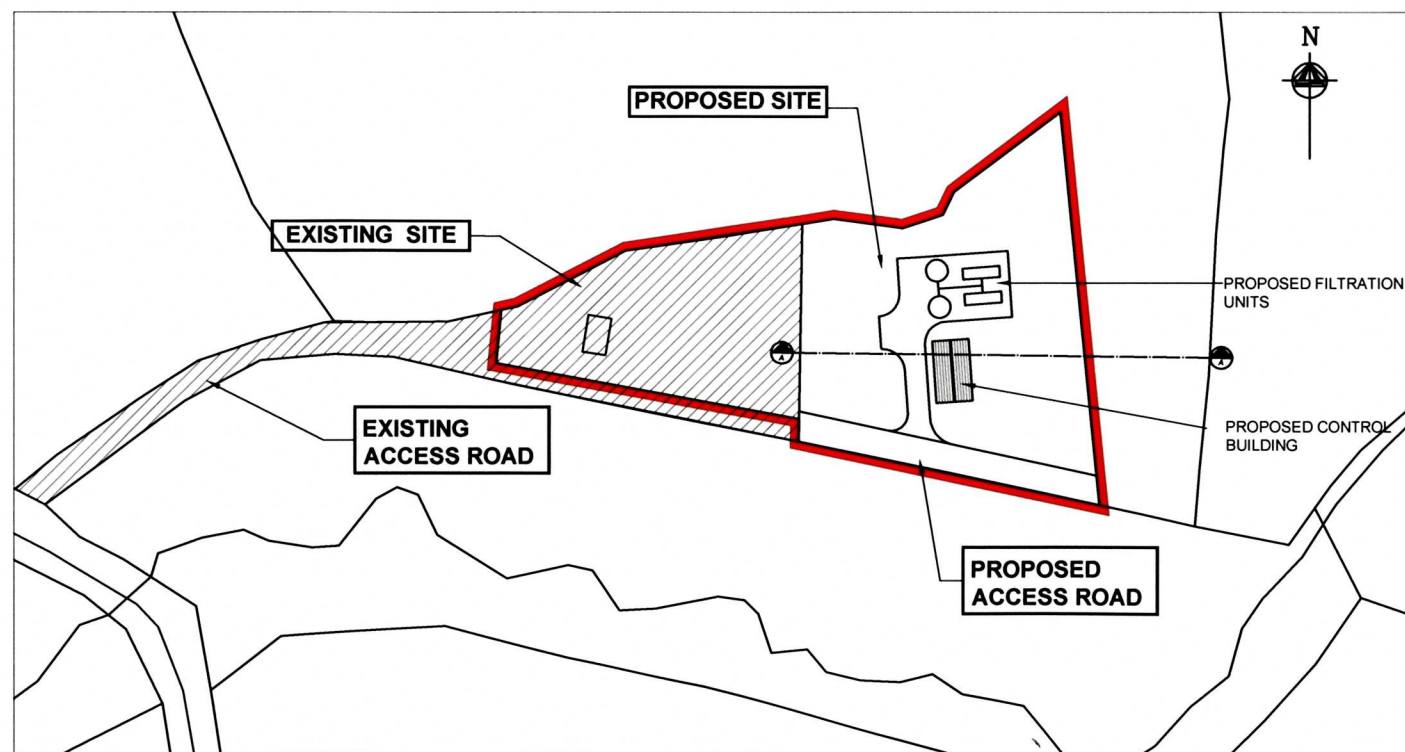 N
PROPOSED SITE
EXISTING SITE
PROPOSED FILTRATION
UNITS
A
A
EXISTING
ACCESS ROAD
PROPOSED CONTROL
BUILDING
PROPOSED
ACCESS ROAD